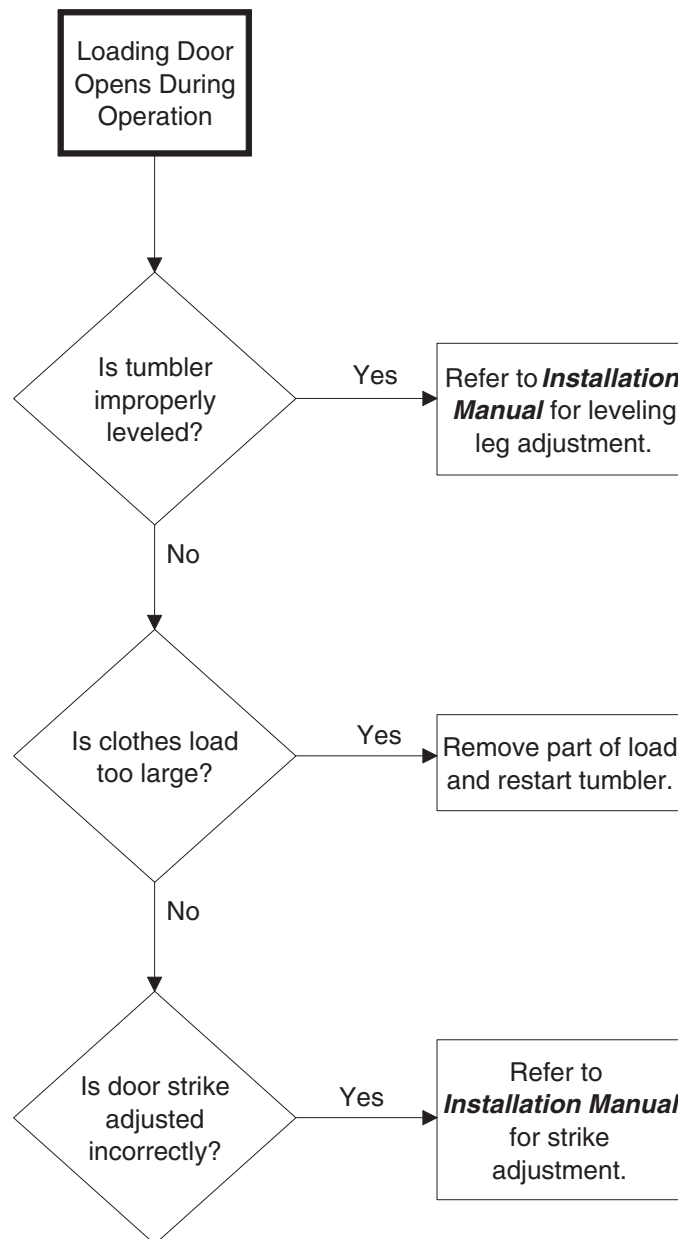 Loading Door
Opens During
Operation
Is tumbler
improperly
leveled?
Yes
Refer to Installation
Manual for leveling
leg adjustment.
No
Is clothes load
too large?
Yes
Remove part of load
and restart tumbler.
No
Is door strike
adjusted
incorrectly?
Yes
Refer to
Installation Manual
for strike
adjustment.